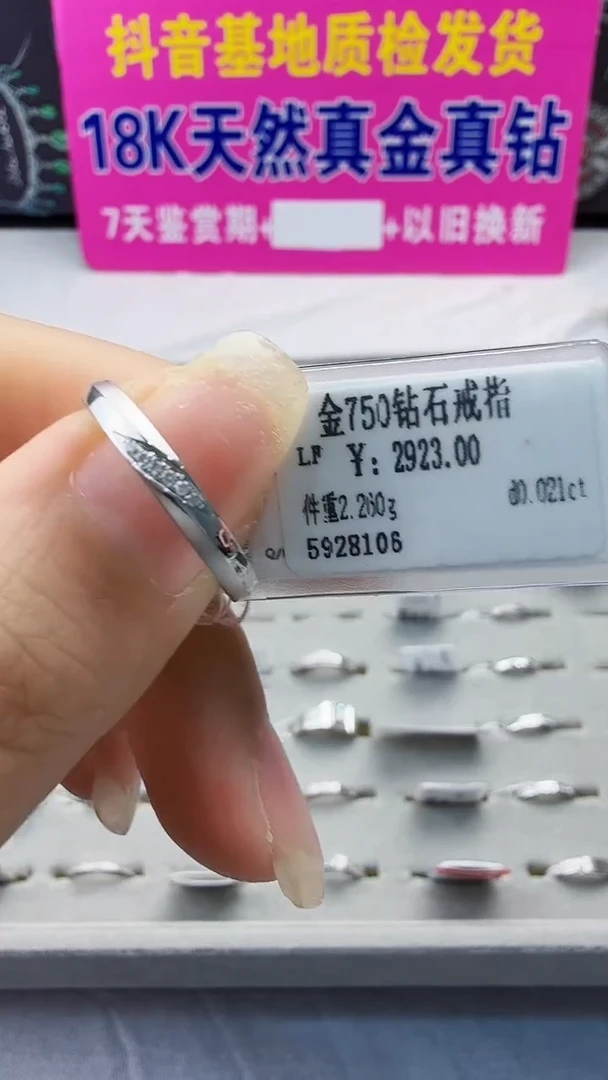 抖音基地质检发货
18K天然真金真钻
7天鉴赏期+ +以旧换新
金750钻石戒指
LF ¥: 2923.00
件重2.260g d0.021ct
5928106